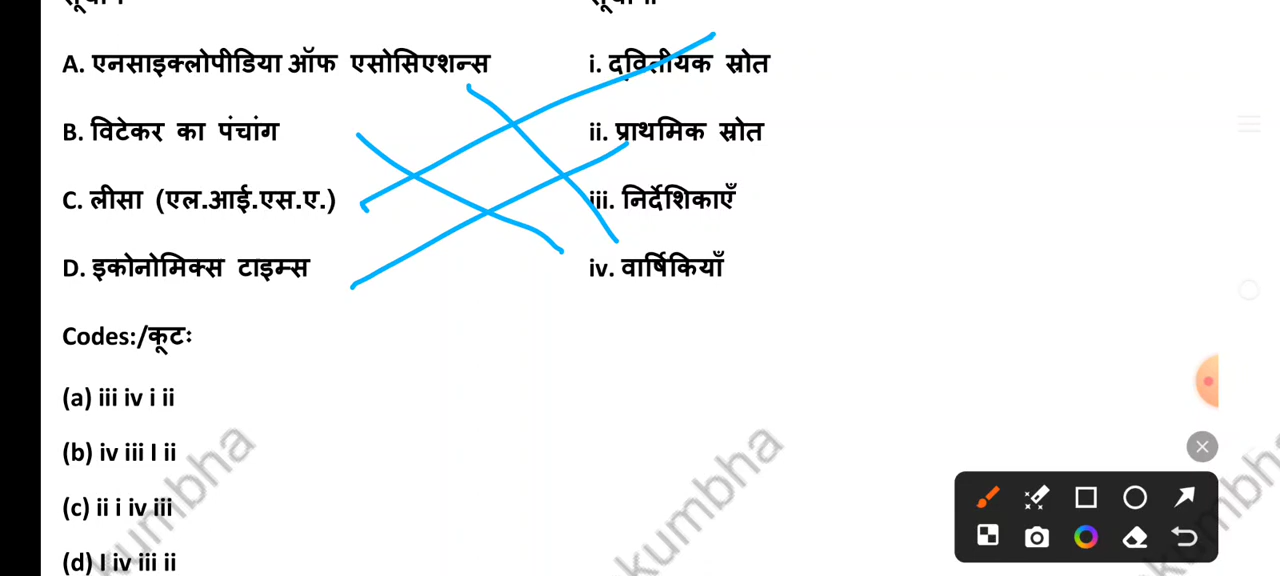 A. एनसाइक्लोपीडिया ऑफ एसोसिएशन्स i. द्वितीयक स्रोत
B. विटेकर का पंचांग ii. प्राथमिक स्रोत
C. लीसा (एल.आई.एस.ए.) iii. निर्देशिकाएँ
D. इकोनोमिक्स टाइम्स iv. वार्षिकियाँ
Codes:/कूटः
(a) iii iv i ii
(b) iv iii I ii
(c) ii i iv iii
(d) I iv iii ii
kumbha
kumbha